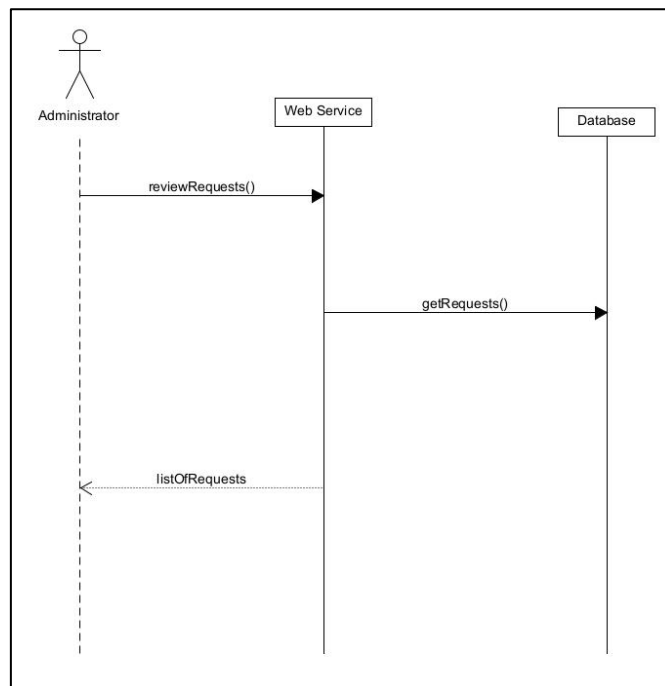 Administrator
Web Service
Database
reviewRequests()
getRequests()
listOfRequests